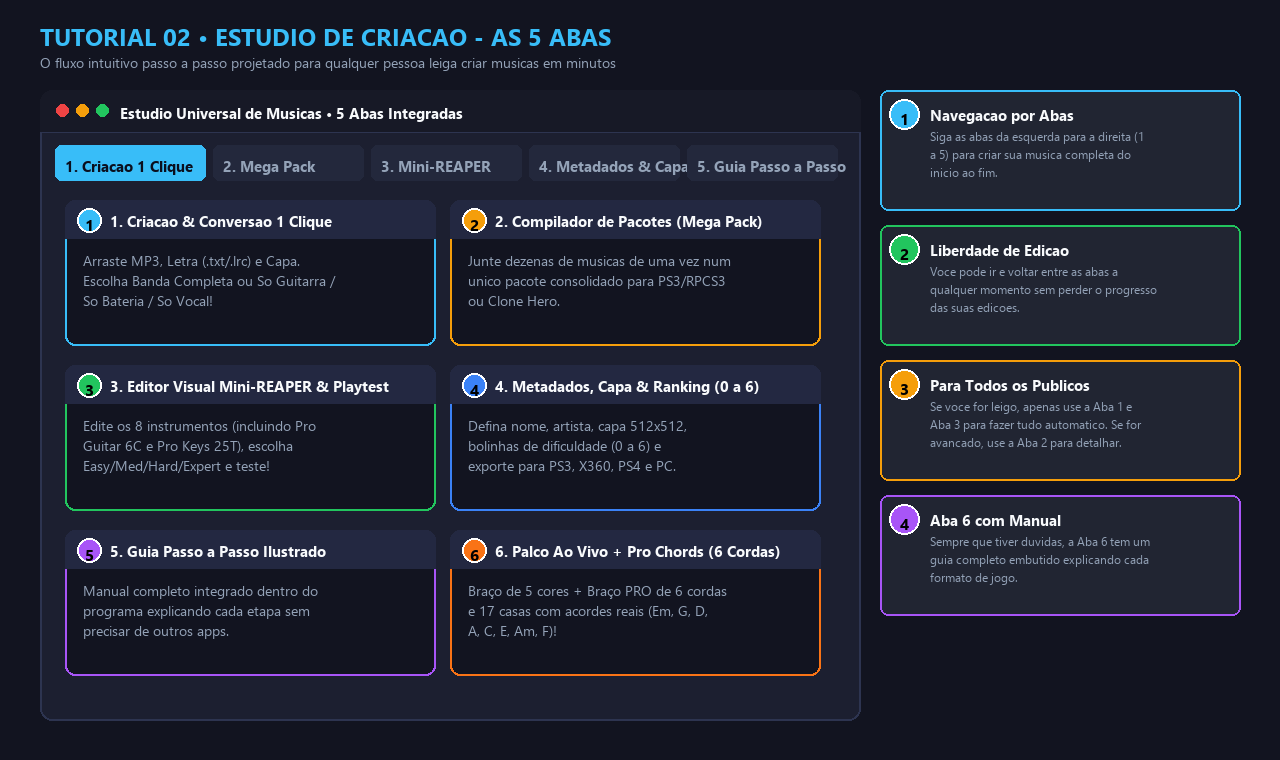 TUTORIAL 02 • ESTUDIO DE CRIACAO - AS 5 ABAS
O fluxo intuitivo passo a passo projetado para qualquer pessoa leiga criar musicas em minutos
Estudio Universal de Musicas • 5 Abas Integradas
1. Criacao 1 Clique
2. Mega Pack
3. Mini-REAPER
4. Metadados & Capa
5. Guia Passo a Passo
1
1. Criacao & Conversao 1 Clique
Arraste MP3, Letra (.txt/.lrc) e Capa.
Escolha Banda Completa ou So Guitarra /
So Bateria / So Vocal!
2
2. Compilador de Pacotes (Mega Pack)
Junte dezenas de musicas de uma vez num
unico pacote consolidado para PS3/RPCS3
ou Clone Hero.
3
3. Editor Visual Mini-REAPER & Playtest
Edite os 8 instrumentos (incluindo Pro
Guitar 6C e Pro Keys 25T), escolha
Easy/Med/Hard/Expert e teste!
4
4. Metadados, Capa & Ranking (0 a 6)
Defina nome, artista, capa 512x512,
bolinhas de dificuldade (0 a 6) e
exporte para PS3, X360, PS4 e PC.
5
5. Guia Passo a Passo Ilustrado
Manual completo integrado dentro do
programa explicando cada etapa sem
precisar de outros apps.
6
6. Palco Ao Vivo + Pro Chords (6 Cordas)
Braço de 5 cores + Braço PRO de 6 cordas
e 17 casas com acordes reais (Em, G, D,
A, C, E, Am, F)!
1
Navegacao por Abas
Siga as abas da esquerda para a direita (1
a 5) para criar sua musica completa do
inicio ao fim.
2
Liberdade de Edicao
Voce pode ir e voltar entre as abas a
qualquer momento sem perder o progresso
das suas edicoes.
3
Para Todos os Publicos
Se voce for leigo, apenas use a Aba 1 e
Aba 3 para fazer tudo automatico. Se for
avancado, use a Aba 2 para detalhar.
4
Aba 6 com Manual
Sempre que tiver duvidas, a Aba 6 tem um
guia completo embutido explicando cada
formato de jogo.